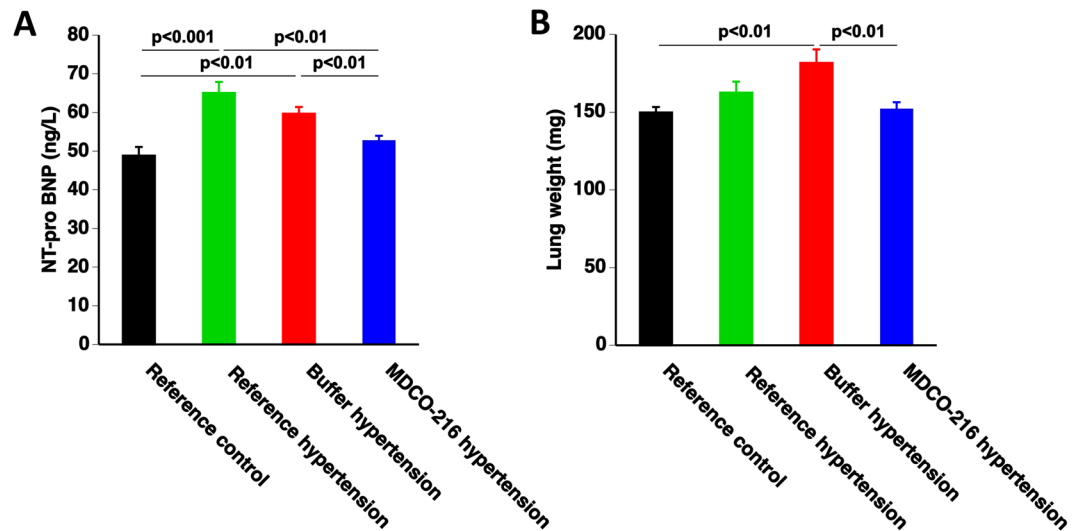 A
NT-pro BNP (ng/L)
80
70
60
50
40
30
20
10
0
p<0.001
p<0.01
p<0.01
p<0.01
Reference control
Reference hypertension
Buffer hypertension
MDCO-216 hypertension
B
Lung weight (mg)
200
150
100
50
0
p<0.01
p<0.01
Reference control
Reference hypertension
Buffer hypertension
MDCO-216 hypertension